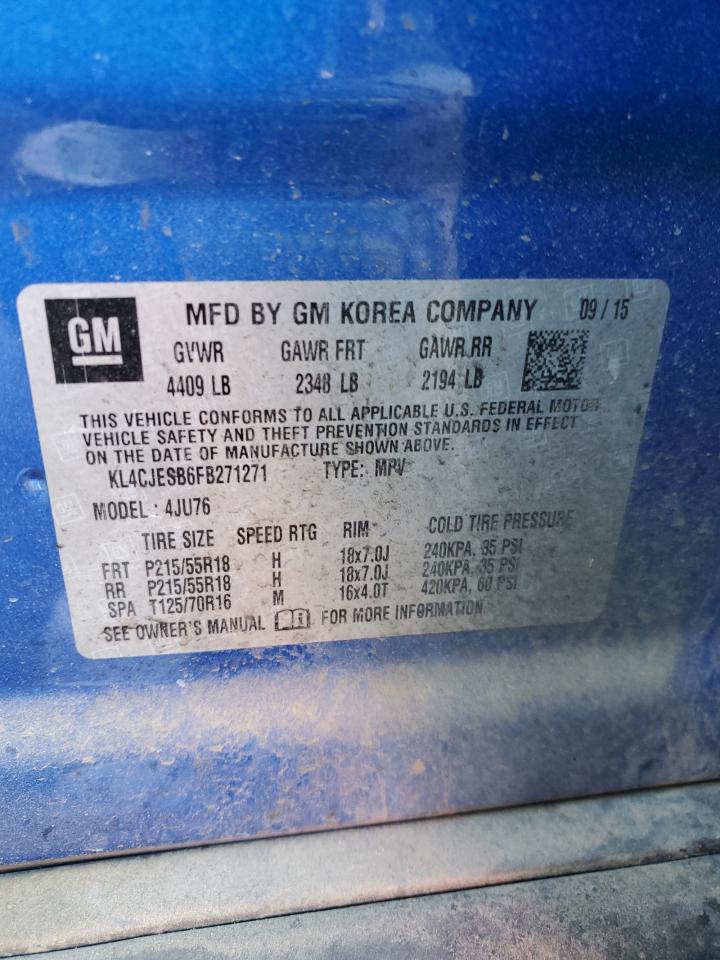 GM
MFD BY GM KOREA COMPANY 09 / 15
GVWR GAWR FRT GAWR RR
4409 LB 2348 LB 2194 LB
THIS VEHICLE CONFORMS TO ALL APPLICABLE U.S. FEDERAL MOTOR
VEHICLE SAFETY AND THEFT PREVENTION STANDARDS IN EFFECT
ON THE DATE OF MANUFACTURE SHOWN ABOVE.
KL4CJESB6FB271271 TYPE: MPV
MODEL : 4JU76
TIRE SIZE SPEED RTG RIM COLD TIRE PRESSURE
FRT P215/55R18 H 18x7.0J 240KPA, 35 PSI
RR P215/55R18 H 18x7.0J 240KPA, 35 PSI
SPA T125/70R16 M 16x4.0T 420KPA, 60 PSI
SEE OWNER'S MANUAL FOR MORE INFORMATION.